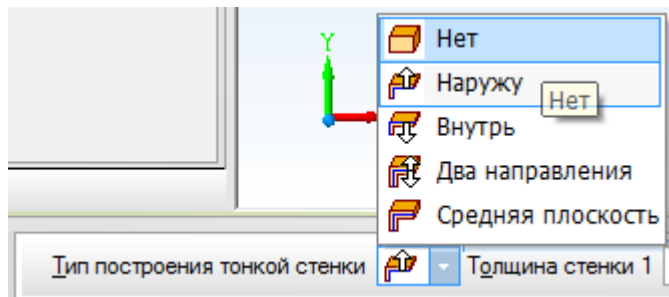 Y
Нет
Наружу
Нет
Внутрь
Два направления
Средняя плоскость
Тип построения тонкой стенки
Толщина стенки 1